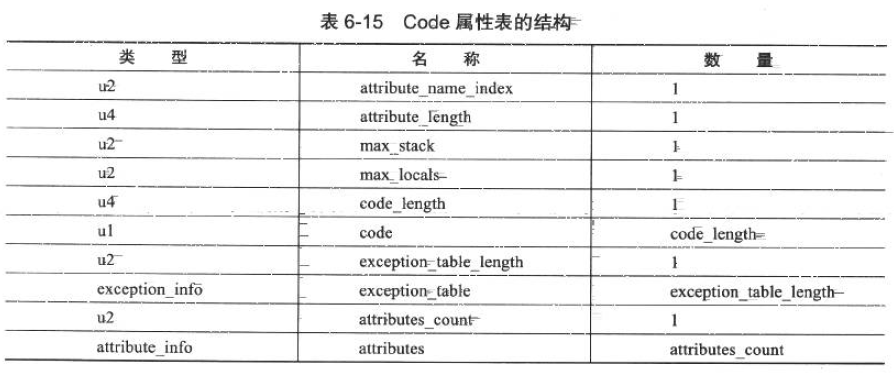 表 6-15 Code 属性表的结构
类 型 名 称 数 量
u2 attribute_name_index 1
u4 attribute_length 1
u2 max_stack 1
u2 max_locals 1
u4 code_length 1
u1 code code_length
u2 exception_table_length 1
exception_info exception_table exception_table_length
u2 attributes_count 1
attribute_info attributes attributes_count